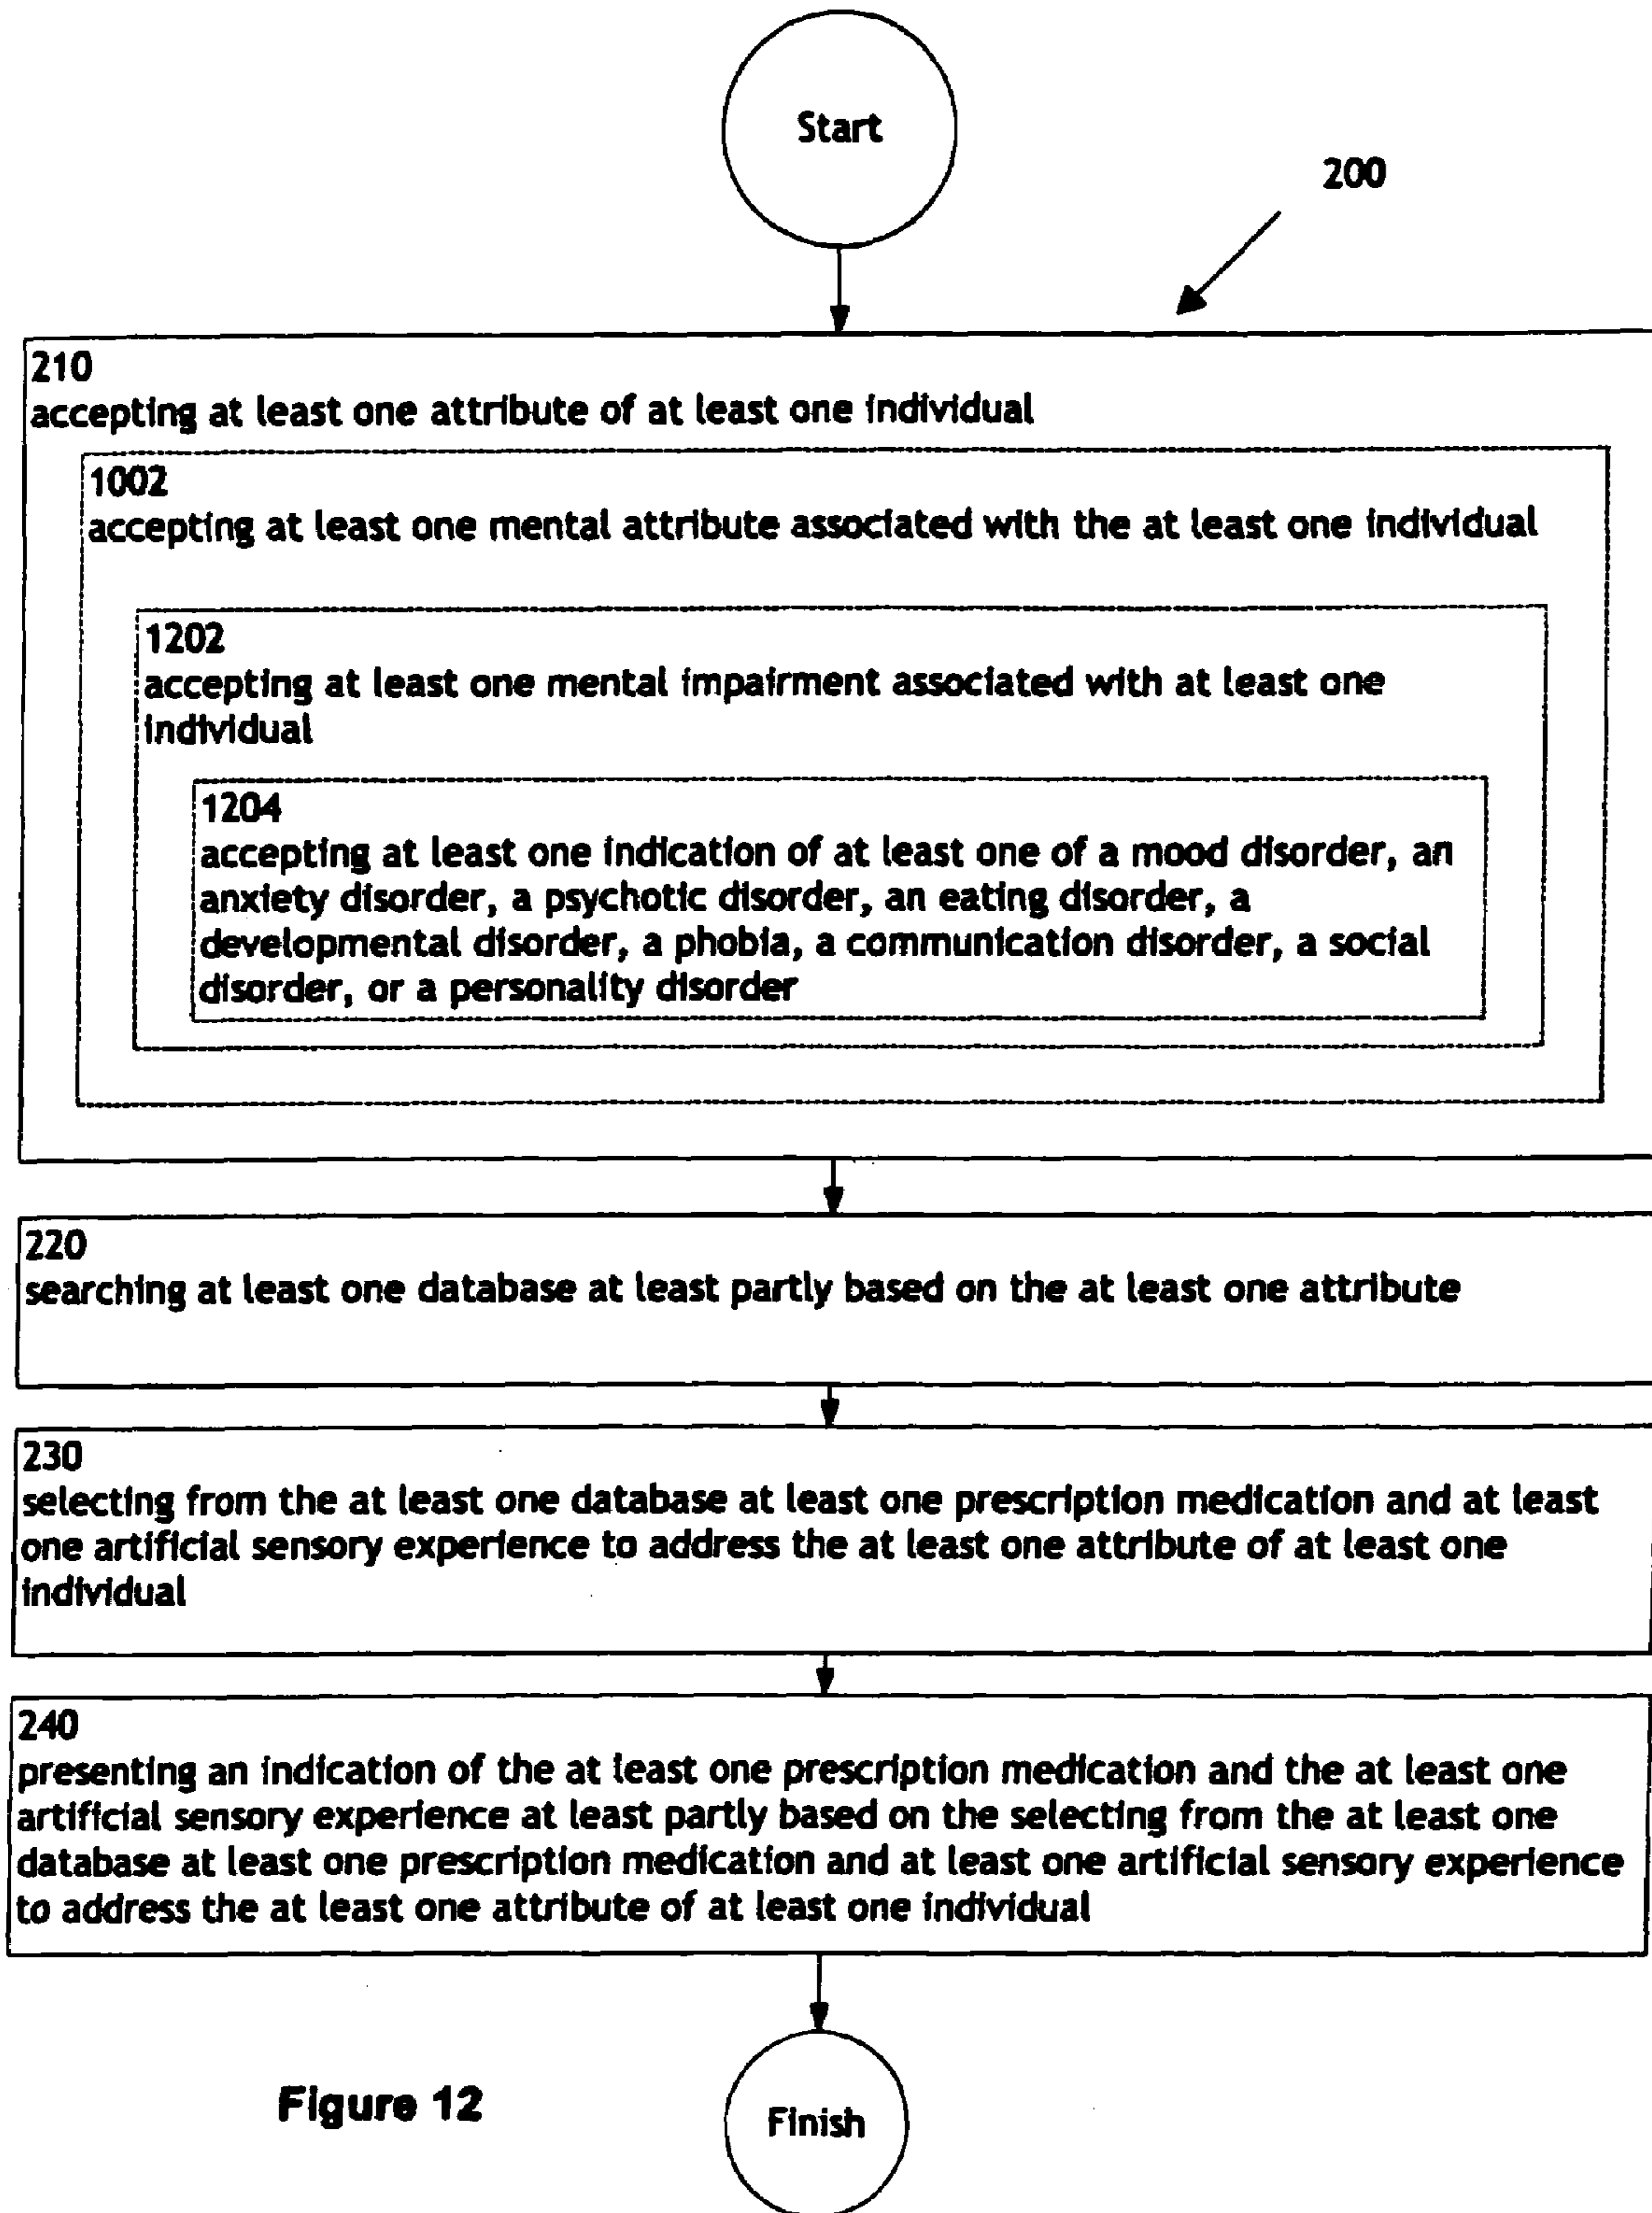 Start
200
210
accepting at least one attribute of at least one individual
1002
accepting at least one mental attribute associated with the at least one individual
1202
accepting at least one mental impairment associated with at least one
individual
1204
accepting at least one indication of at least one of a mood disorder, an
anxiety disorder, a psychotic disorder, an eating disorder, a
developmental disorder, a phobia, a communication disorder, a social
disorder, or a personality disorder
220
searching at least one database at least partly based on the at least one attribute
230
selecting from the at least one database at least one prescription medication and at least
one artificial sensory experience to address the at least one attribute of at least one
individual
240
presenting an indication of the at least one prescription medication and the at least one
artificial sensory experience at least partly based on the selecting from the at least one
database at least one prescription medication and at least one artificial sensory experience
to address the at least one attribute of at least one individual
Figure 12
Finish